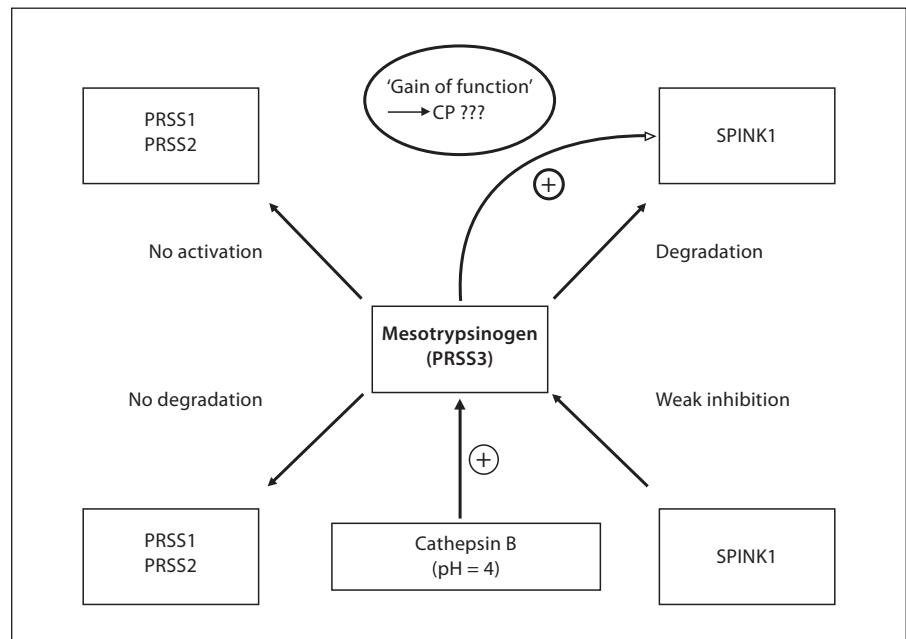 'Gain of function'
→ CP ???
PRSS1
PRSS2
SPINK1
+
No activation
Degradation
Mesotrypsinogen
(PRSS3)
No degradation
Weak inhibition
+
PRSS1
PRSS2
Cathepsin B
(pH = 4)
SPINK1